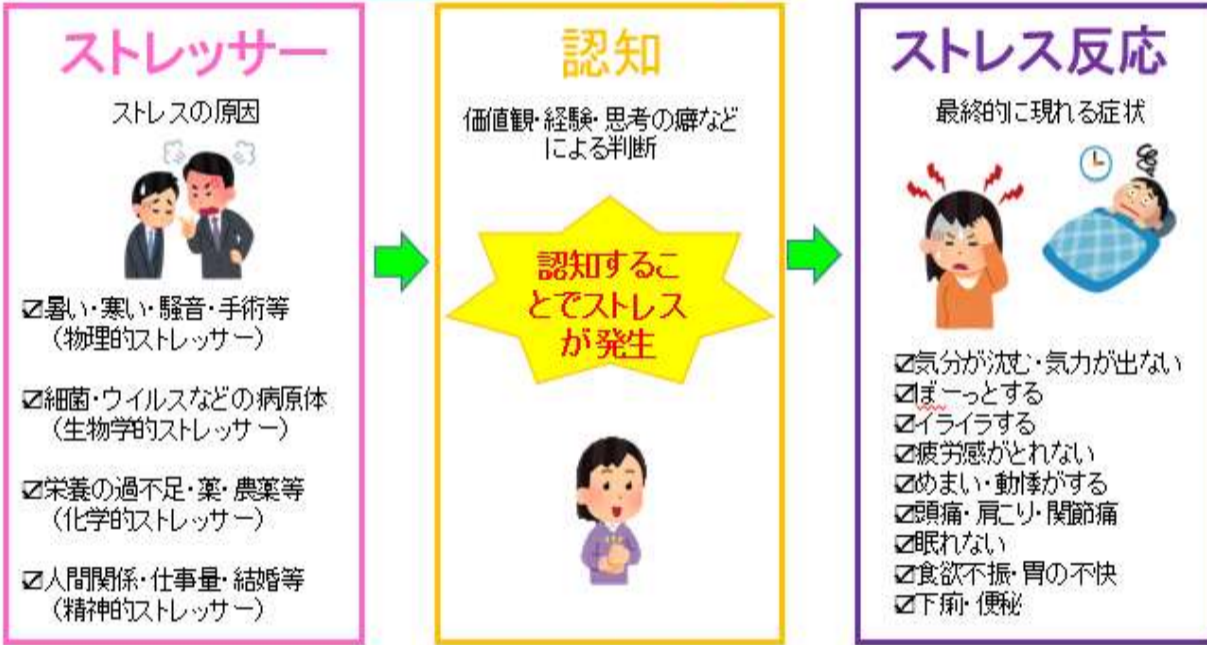 ストレッサー
ストレスの原因
☑暑い・寒い・騒音・手術等
(物理的ストレッサー)
☑細菌・ウイルスなどの病原体
(生物学的ストレッサー)
☑栄養の過不足・薬・農薬等
(化学的ストレッサー)
☑人間関係・仕事量・結婚等
(精神的ストレッサー)
認知
価値観・経験・思考の癖など
による判断
認知するこ
とでストレス
が発生
ストレス反応
最終的に現れる症状
☑気分が沈む・気力が出ない
☑ぼーっとする
☑イライラする
☑疲労感がとれない
☑めまい・動悸がする
☑頭痛・肩こり・関節痛
☑眠れない
☑食欲不振・胃の不快
☑下痢・便秘